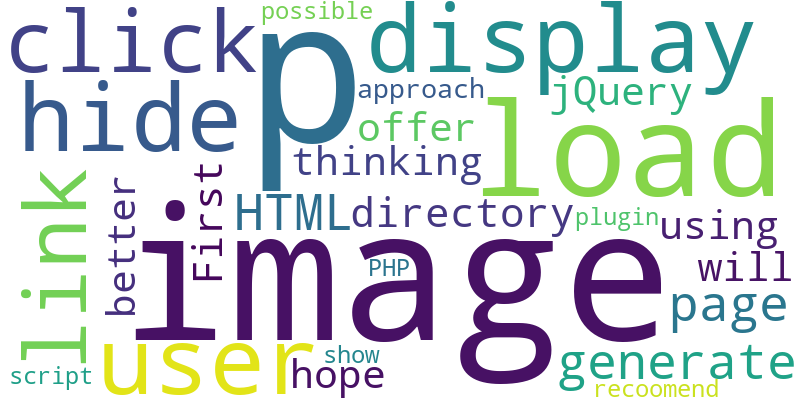 possible
click
p
display
hide
approach
jQuery
offer
load
thinking
link
better
First
HTML
directory
plugin
using
image
PHP
will
page
user
show
hope
generate
script
recoomend